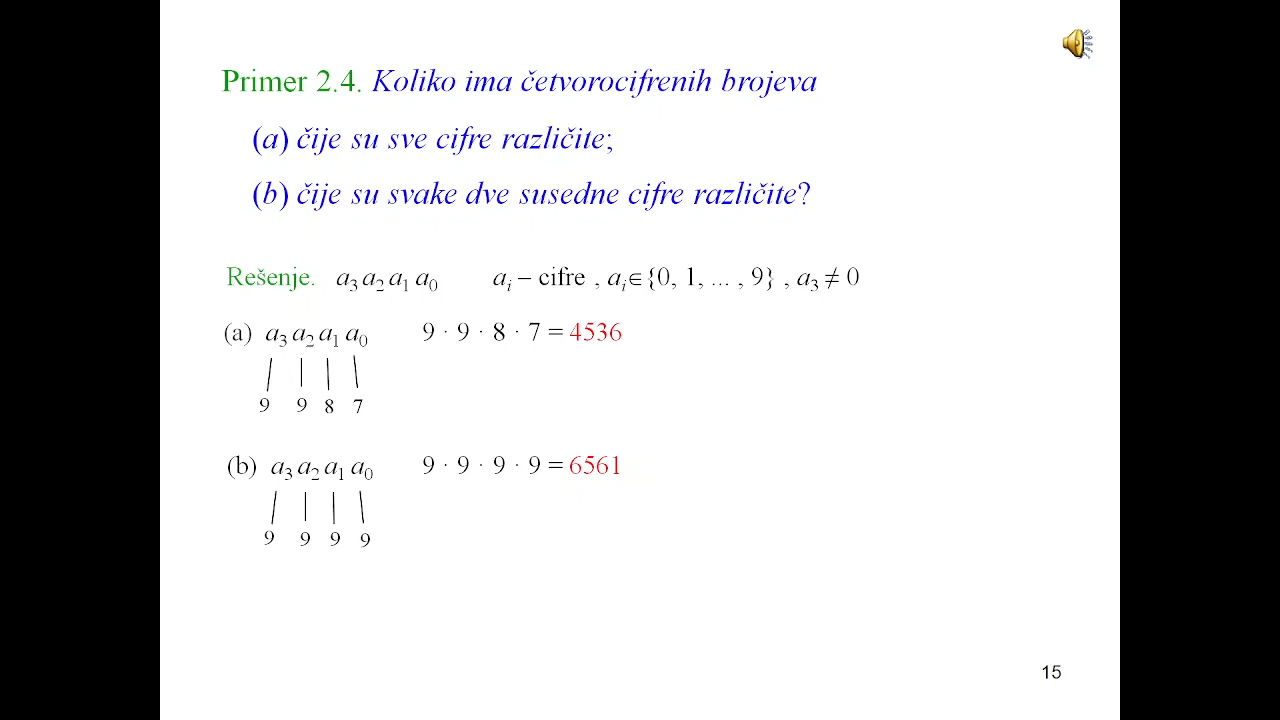 Primer 2.4. Koliko ima četvorocifrenih brojeva
(a) čije su sve cifre različite;
(b) čije su svake dve susedne cifre različite?
Rešenje. a₃ a₂ a₁ a₀ aᵢ – cifre , aᵢ∈{0, 1, ... , 9} , a₃ ≠ 0
(a) a₃ a₂ a₁ a₀ 9 · 9 · 8 · 7 = 4536
9 9 8 7
(b) a₃ a₂ a₁ a₀ 9 · 9 · 9 · 9 = 6561
9 9 9 9
15